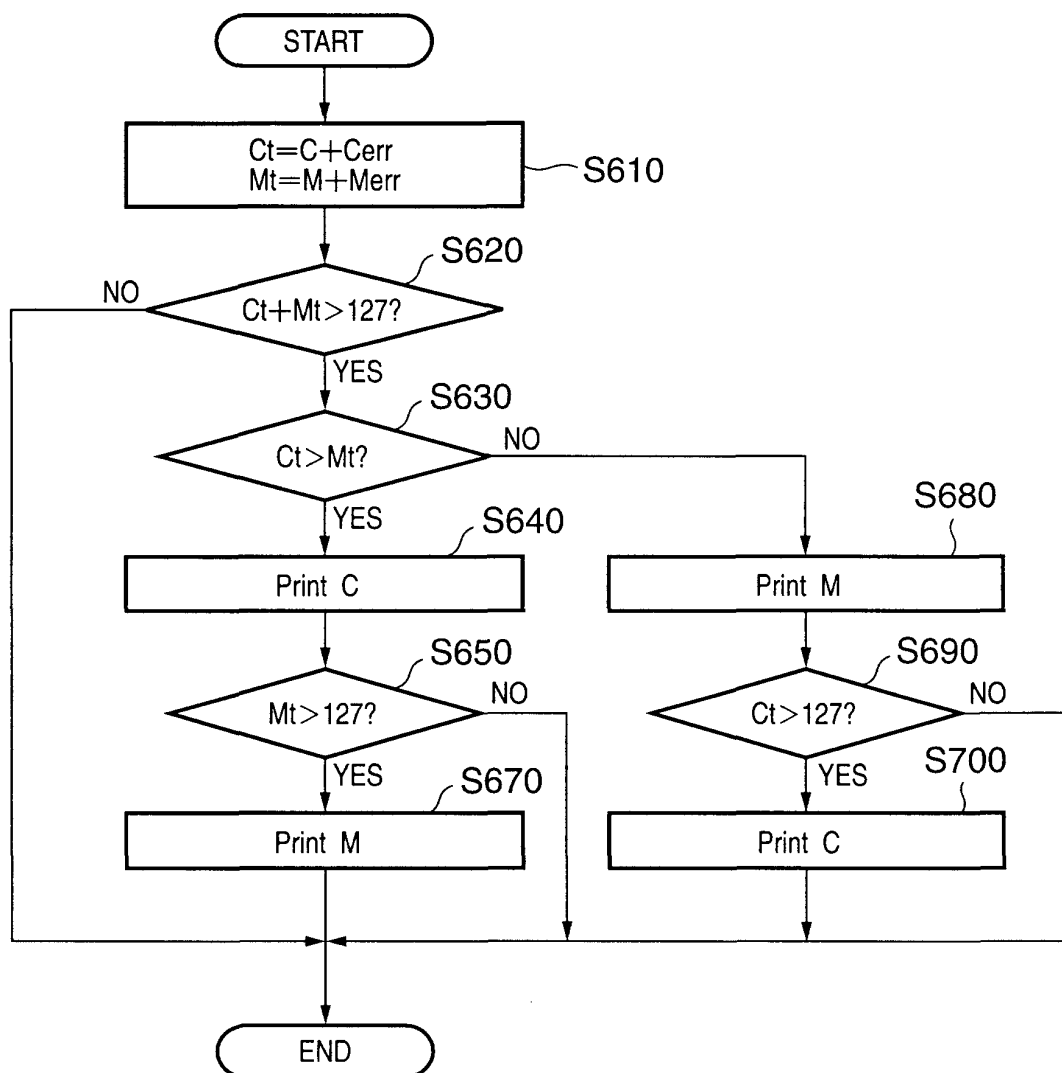 START
Ct=C+Cerr
Mt=M+Merr
S610
S620
NO
Ct+Mt>127?
YES
S630
NO
Ct>Mt?
YES
S640
Print C
S680
Print M
S650
Mt>127?
NO
YES
S690
Ct>127?
NO
YES
S670
Print M
S700
Print C
END